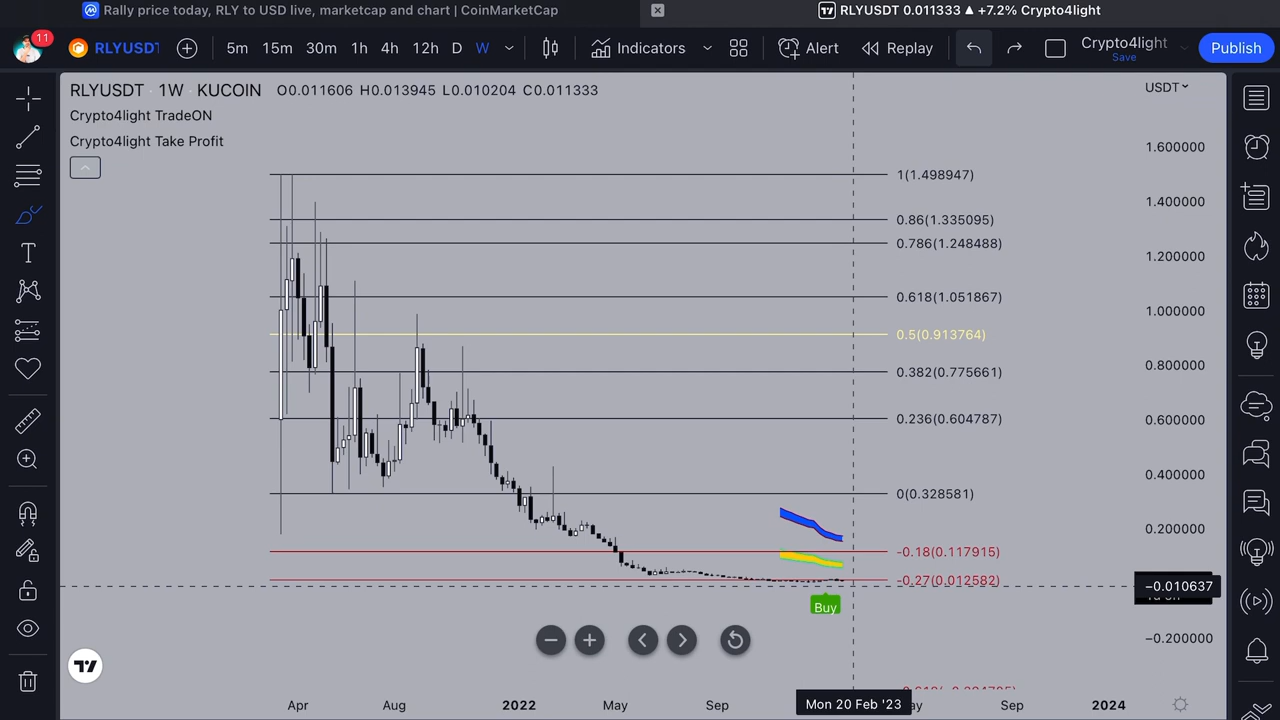 Rally price today, RLY to USD live, marketcap and chart | CoinMarketCap
RLYUSDT 0.011333 ▲ +7.2% Crypto4light
11
RLYUSDT
5m 15m 30m 1h 4h 12h D W
Indicators
Alert
Replay
Crypto4light
Save
Publish
RLYUSDT · 1W · KUCOIN O0.011606 H0.013945 L0.010204 C0.011333
USDT
Crypto4light TradeON
Crypto4light Take Profit
1.600000
1(1.498947)
1.400000
0.86(1.335095)
0.786(1.248488)
1.200000
0.618(1.051867)
1.000000
0.5(0.913764)
0.800000
0.382(0.775661)
0.236(0.604787)
0.600000
0.400000
0(0.328581)
0.200000
-0.18(0.117915)
-0.27(0.012582)
−0.010637
Buy
−0.200000
Apr Aug 2022 May Sep Mon 20 Feb '23 Sep 2024